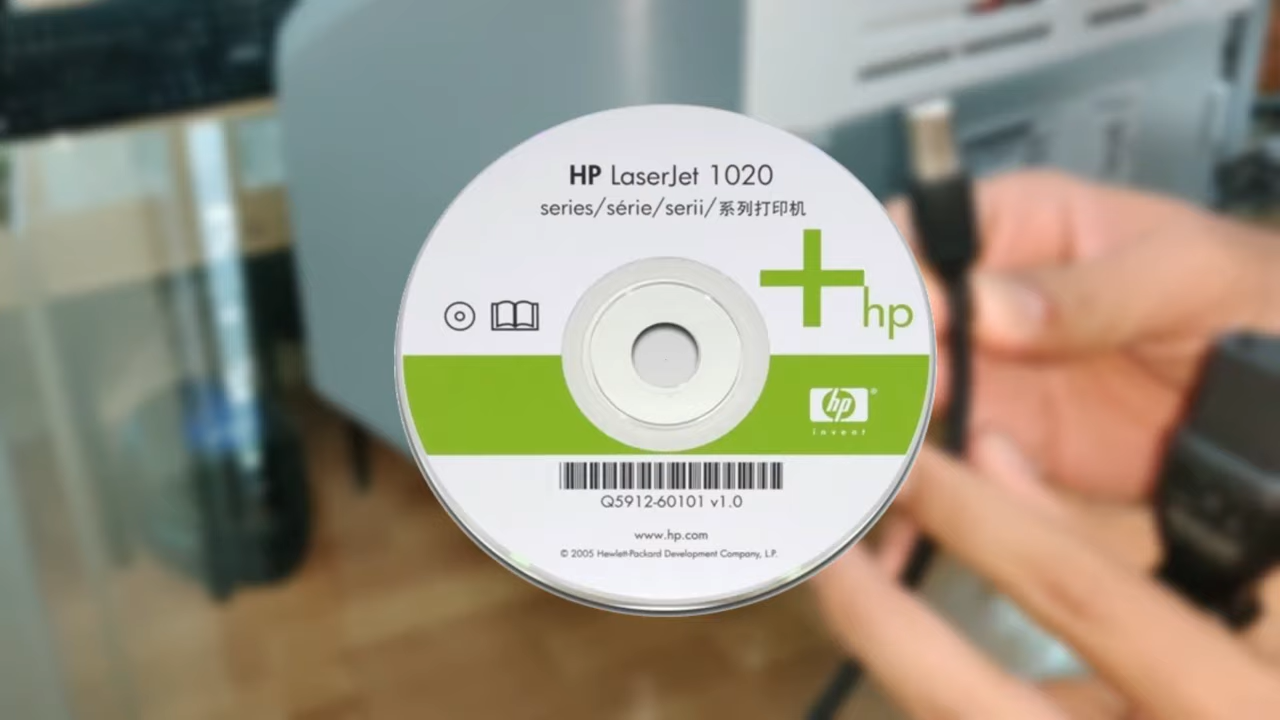 HP LaserJet 1020
series/série/serii/系列打印机
hp
hp
invent
Q5912-60101 v1.0
www.hp.com
© 2005 Hewlett-Packard Development Company, L.P.